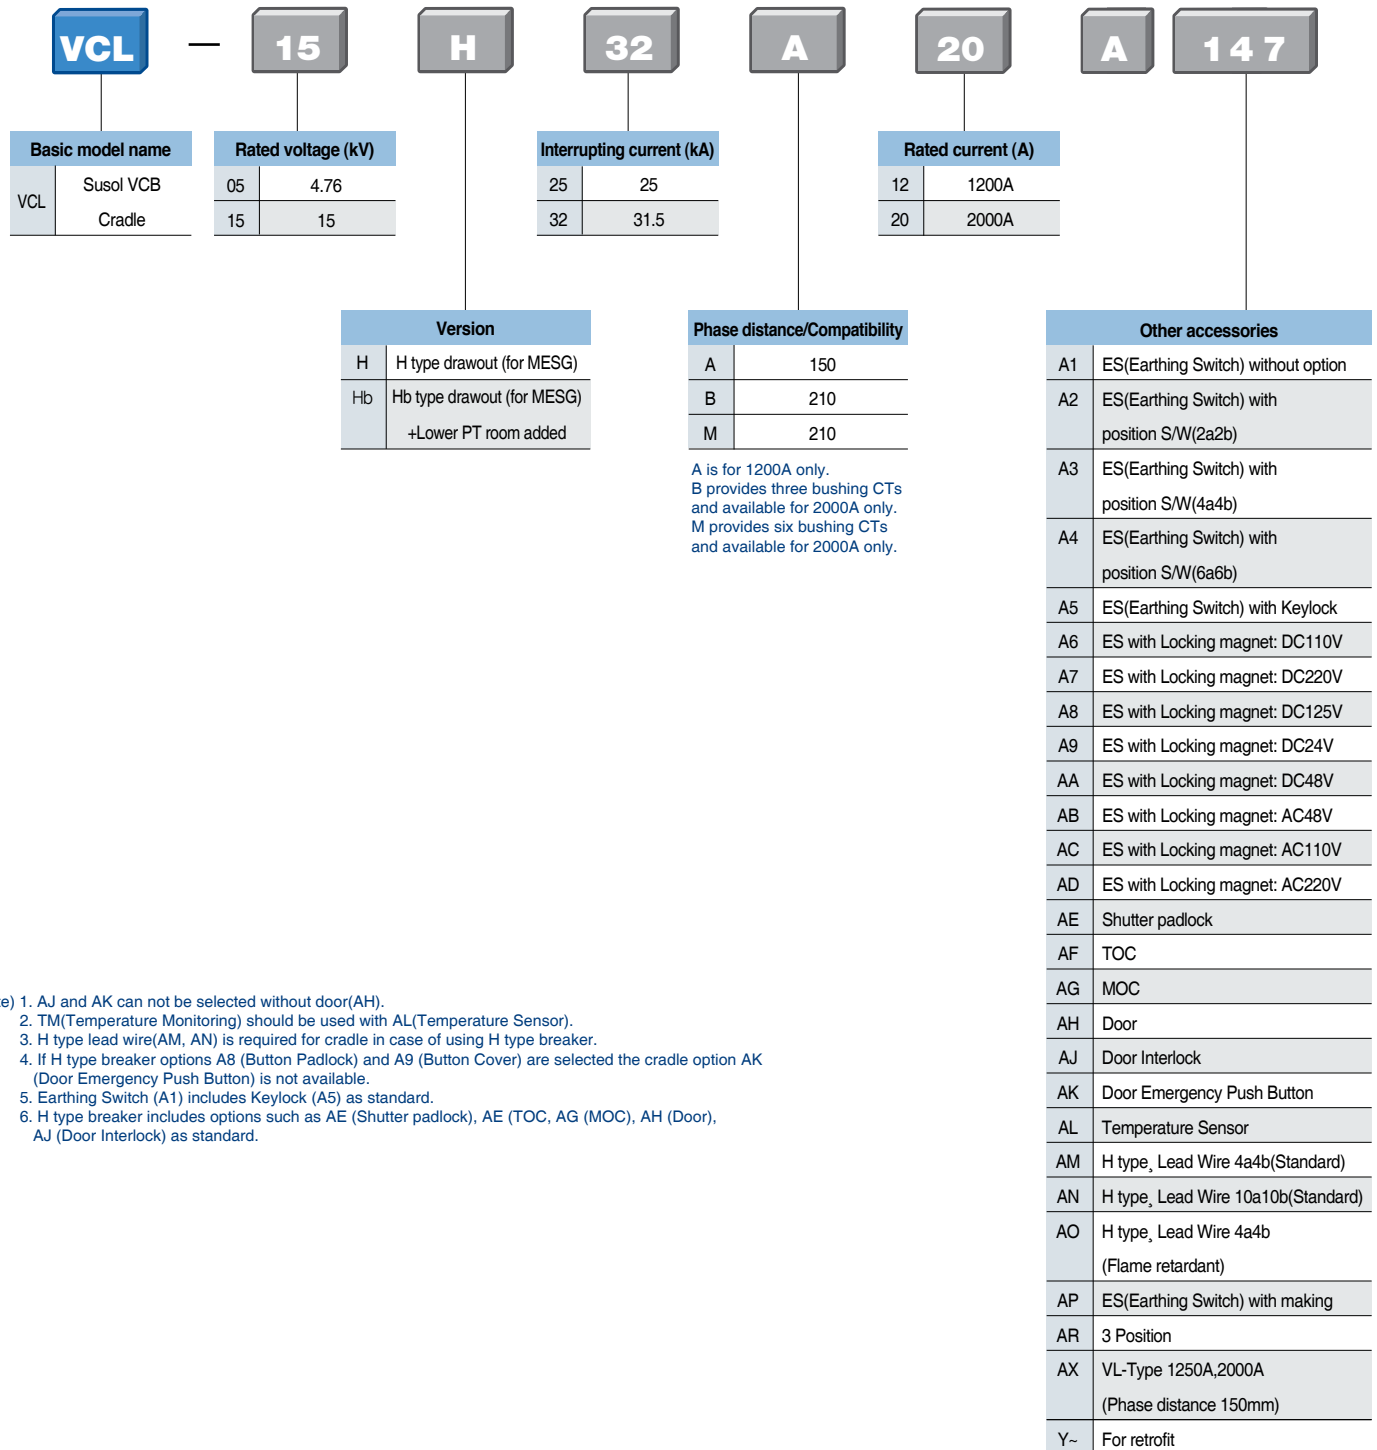 VCL — 15 H 32 A 20 A 147
Basic model name
VCL
Susol VCB
Cradle
Rated voltage (kV)
05 4.76
15 15
Interrupting current (kA)
25 25
32 31.5
Rated current (A)
12 1200A
20 2000A
Version
H H type drawout (for MESG)
Hb Hb type drawout (for MESG)
+Lower PT room added
Phase distance/Compatibility
A 150
B 210
M 210
A is for 1200A only.
B provides three bushing CTs
and available for 2000A only.
M provides six bushing CTs
and available for 2000A only.
Other accessories
A1 ES(Earthing Switch) without option
A2 ES(Earthing Switch) with
position S/W(2a2b)
A3 ES(Earthing Switch) with
position S/W(4a4b)
A4 ES(Earthing Switch) with
position S/W(6a6b)
A5 ES(Earthing Switch) with Keylock
A6 ES with Locking magnet: DC110V
A7 ES with Locking magnet: DC220V
A8 ES with Locking magnet: DC125V
A9 ES with Locking magnet: DC24V
AA ES with Locking magnet: DC48V
AB ES with Locking magnet: AC48V
AC ES with Locking magnet: AC110V
AD ES with Locking magnet: AC220V
AE Shutter padlock
AF TOC
AG MOC
AH Door
AJ Door Interlock
AK Door Emergency Push Button
AL Temperature Sensor
AM H type¸ Lead Wire 4a4b(Standard)
AN H type¸ Lead Wire 10a10b(Standard)
AO H type¸ Lead Wire 4a4b
(Flame retardant)
AP ES(Earthing Switch) with making
AR 3 Position
AX VL-Type 1250A,2000A
(Phase distance 150mm)
Y~ For retrofit
e) 1. AJ and AK can not be selected without door(AH).
2. TM(Temperature Monitoring) should be used with AL(Temperature Sensor).
3. H type lead wire(AM, AN) is required for cradle in case of using H type breaker.
4. If H type breaker options A8 (Button Padlock) and A9 (Button Cover) are selected the cradle option AK
(Door Emergency Push Button) is not available.
5. Earthing Switch (A1) includes Keylock (A5) as standard.
6. H type breaker includes options such as AE (Shutter padlock), AE (TOC, AG (MOC), AH (Door),
AJ (Door Interlock) as standard.